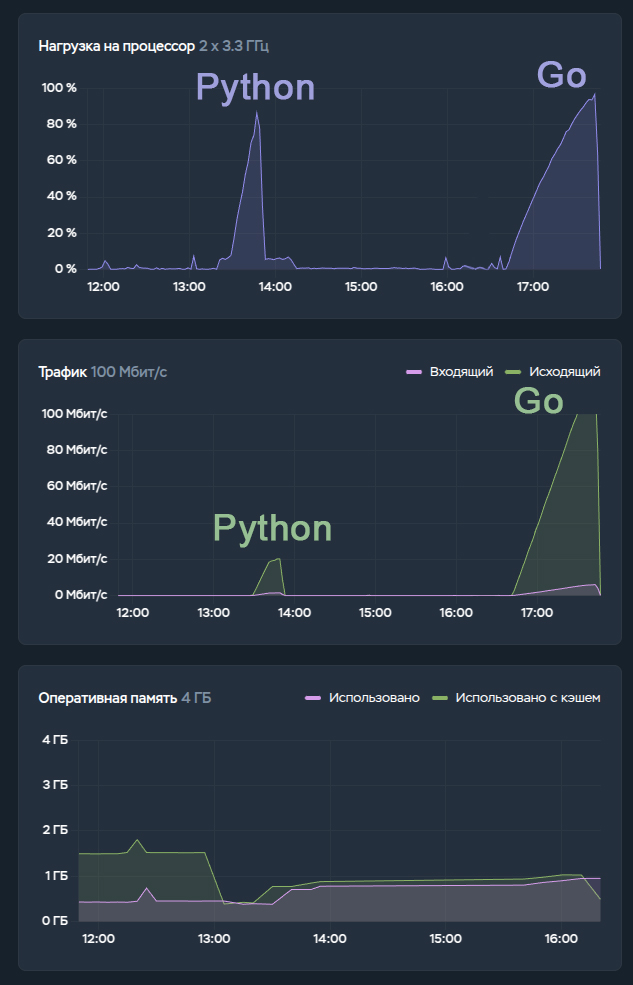 Нагрузка на процессор 2 x 3.3 ГГц
Python
Go
100 %
80 %
60 %
40 %
20 %
0 %
12:00 13:00 14:00 15:00 16:00 17:00
Трафик 100 Мбит/с
Входящий Исходящий
Go
100 Мбит/с
80 Мбит/с
60 Мбит/с
Python
40 Мбит/с
20 Мбит/с
0 Мбит/с
12:00 13:00 14:00 15:00 16:00 17:00
Оперативная память 4 ГБ
Использовано Использовано с кэшем
4 ГБ
3 ГБ
2 ГБ
1 ГБ
0 ГБ
12:00 13:00 14:00 15:00 16:00